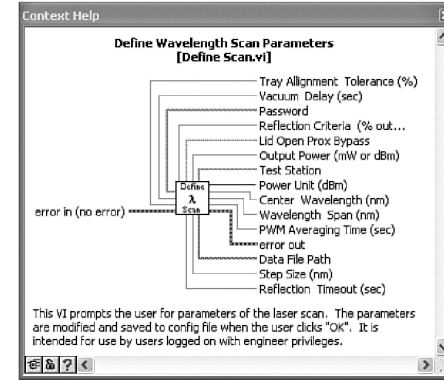 Context Help
Define Wavelength Scan Parameters
[Define Scan.vi]
Tray Alignment Tolerance (%)
Vacuum Delay (sec)
Password
Reflection Criteria (% out...
Lid Open Prox Bypass
Output Power (mW or dBm)
Test Station
Power Unit (dBm)
Center Wavelength (nm)
Wavelength Span (nm)
PWM Averaging Time (sec)
error out
Data File Path
Step Size (nm)
Reflection Timeout (sec)
error in (no error)
Define
λ
Scan
This VI prompts the user for parameters of the laser scan. The parameters
are modified and saved to config file when the user clicks "OK". It is
intended for use by users logged on with engineer privileges.
?